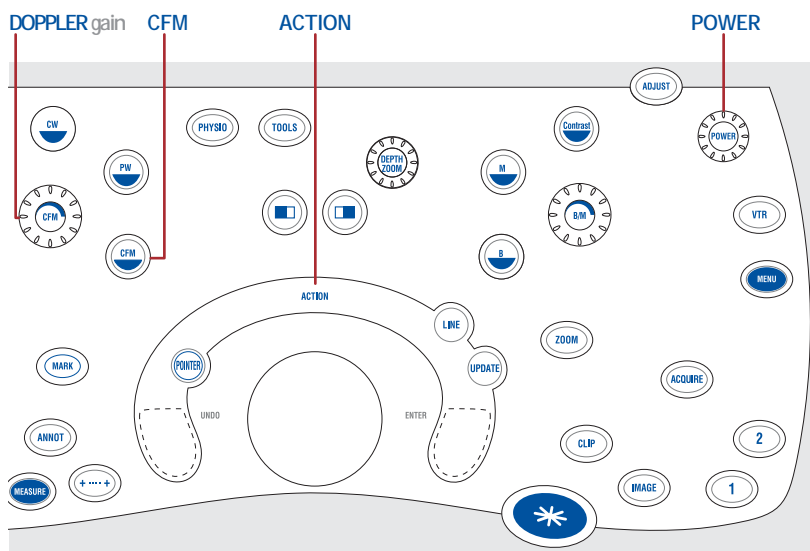 DOPPLER gain CFM ACTION POWER
ADJUST
CW PHYSIO TOOLS Contrast POWER
DEPTH
ZOOM
PW M
CFM B/M VTR
CFM B
MENU
ACTION
LINE
ZOOM
MARK POINTER UPDATE
ACQUIRE
UNDO ENTER
ANNOT CLIP 2
MEASURE + ···· + IMAGE 1